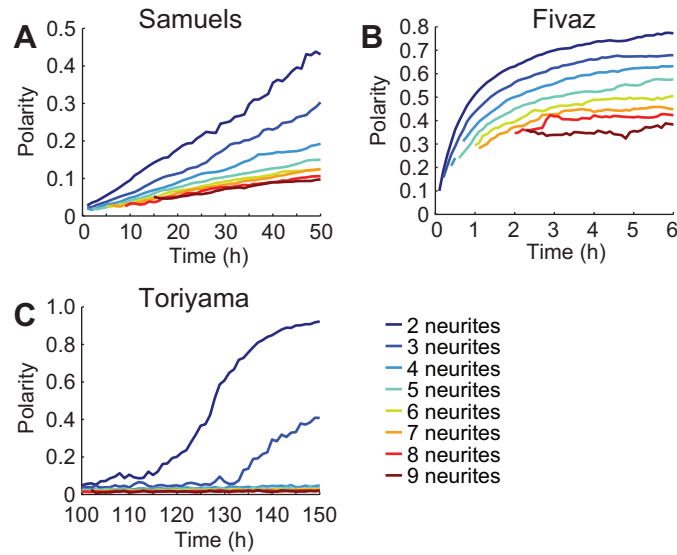 A
Samuels
0.5
0.4
0.3
0.2
0.1
0
Polarity
0 10 20 30 40 50
Time (h)
B
Fivaz
0.8
0.7
0.6
0.5
0.4
0.3
0.2
0.1
0.1
Polarity
0 1 2 3 4 5 6
Time (h)
C
Toriyama
1.0
0.8
0.6
0.4
0.2
0
Polarity
100 110 120 130 140 150
Time (h)
2 neurites
3 neurites
4 neurites
5 neurites
6 neurites
7 neurites
8 neurites
9 neurites